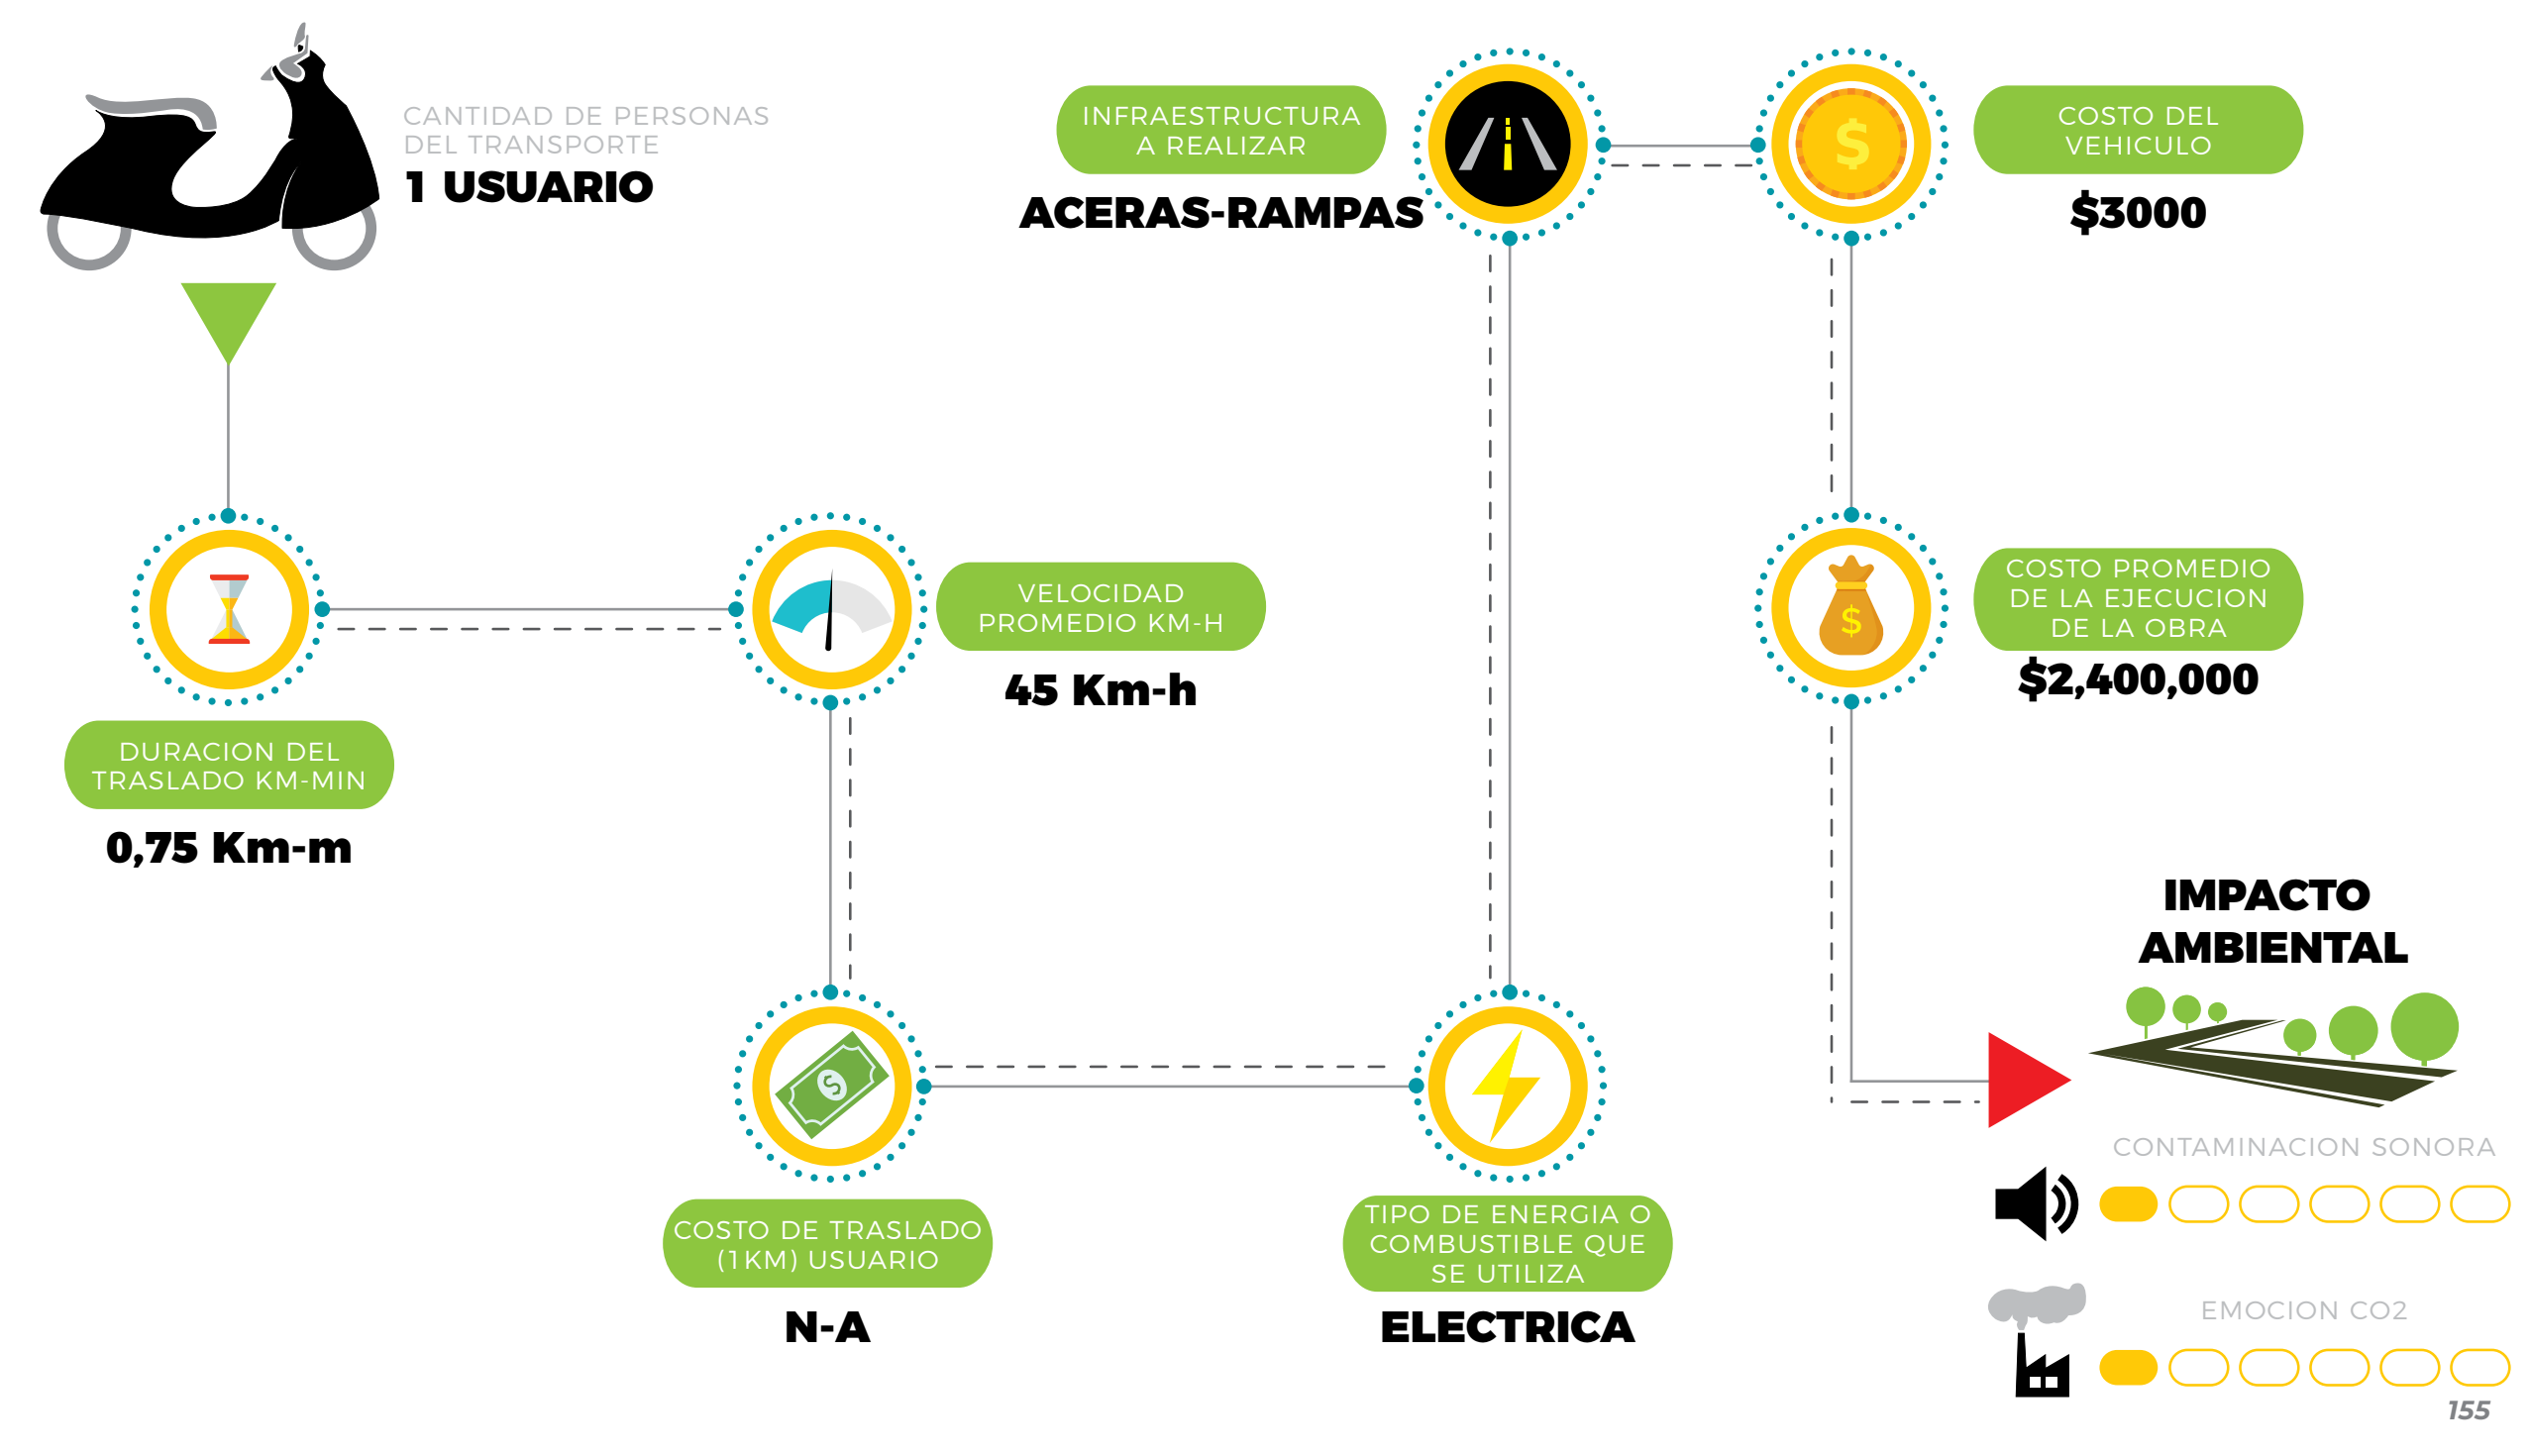 CANTIDAD DE PERSONAS
DEL TRANSPORTE
1 USUARIO
DURACION DEL
TRASLADO KM-MIN
0,75 Km-m
VELOCIDAD
PROMEDIO KM-H
45 Km-h
COSTO DE TRASLADO
(1KM) USUARIO
N-A
TIPO DE ENERGIA O
COMBUSTIBLE QUE
SE UTILIZA
ELECTRICA
INFRAESTRUCTURA
A REALIZAR
ACERAS-RAMPAS
$
COSTO DEL
VEHICULO
$3000
$
COSTO PROMEDIO
DE LA EJECUCION
DE LA OBRA
$2,400,000
IMPACTO
AMBIENTAL
CONTAMINACION SONORA
EMOCION CO2
155